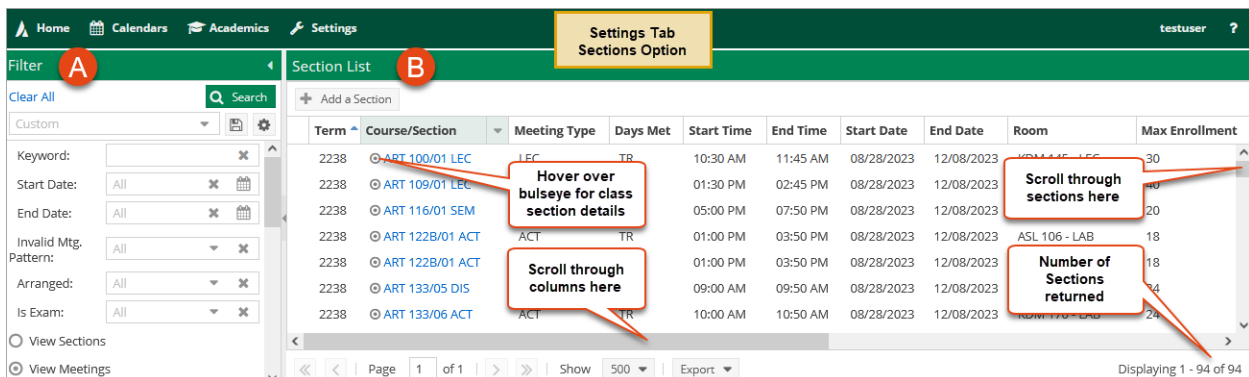 Home Calendars Academics Settings
Settings Tab
Sections Option
testuser ?
Filter A
Section List B
Clear All Search
Add a Section
Custom
Term Course/Section Meeting Type Days Met Start Time End Time Start Date End Date Room Max Enrollment
Keyword:
2238 ART 100/01 LEC LEC TR 10:30 AM 11:45 AM 08/28/2023 12/08/2023 KDM 145 - LEC 30
Start Date: All
2238 ART 109/01 LEC 01:30 PM 02:45 PM 08/28/2023 12/08/2023 40
End Date: All
2238 ART 116/01 SEM 05:00 PM 07:50 PM 08/28/2023 12/08/2023 20
Invalid Mtg.
Pattern: All
2238 ART 122B/01 ACT ACT TR 01:00 PM 03:50 PM 08/28/2023 12/08/2023 ASL 106 - LAB 18
Arranged: All
2238 ART 122B/01 ACT 01:00 PM 03:50 PM 08/28/2023 12/08/2023 18
2238 ART 133/05 DIS 09:00 AM 09:50 AM 08/28/2023 12/08/2023 24
Is Exam: All
2238 ART 133/06 ACT ACT TR 10:00 AM 10:50 AM 08/28/2023 12/08/2023 KDM 170 - LAB 24
Hover over
bulseye for class
section details
Scroll through
sections here
Scroll through
columns here
Number of
Sections
returned
View Sections
View Meetings
Page 1 of 1 Show 500 Export Displaying 1 - 94 of 94